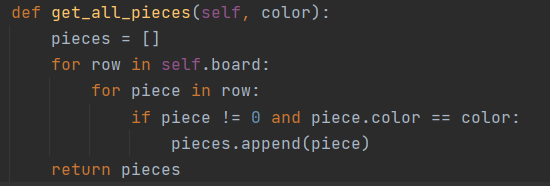 def get_all_pieces(self, color):
    pieces = []
    for row in self.board:
        for piece in row:
            if piece != 0 and piece.color == color:
                pieces.append(piece)
    return pieces